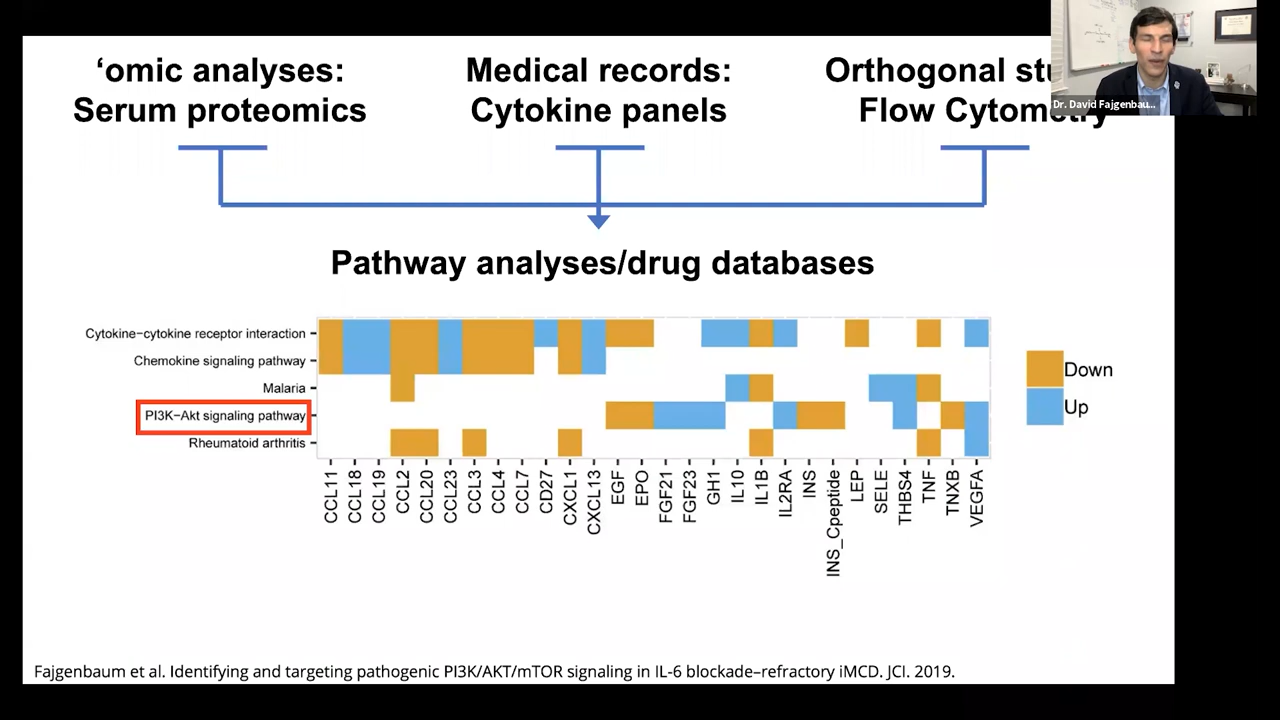 ‘omic analyses:
Serum proteomics
Medical records:
Cytokine panels
Orthogonal
Flow Cytometry
Dr. David Fajgenbau...
Pathway analyses/drug databases
Cytokine−cytokine receptor interaction
Chemokine signaling pathway
Malaria
PI3K−Akt signaling pathway
Rheumatoid arthritis
Down
Up
CCL11
CCL18
CCL19
CCL2
CCL20
CCL23
CCL3
CCL4
CCL7
CD27
CXCL1
CXCL13
EGF
EPO
FGF21
FGF23
GH1
IL10
IL1B
IL2RA
INS
INS_Cpeptide
LEP
SELE
THBS4
TNF
TNXB
VEGFA
Fajgenbaum et al. Identifying and targeting pathogenic PI3K/AKT/mTOR signaling in IL-6 blockade–refractory iMCD. JCI. 2019.